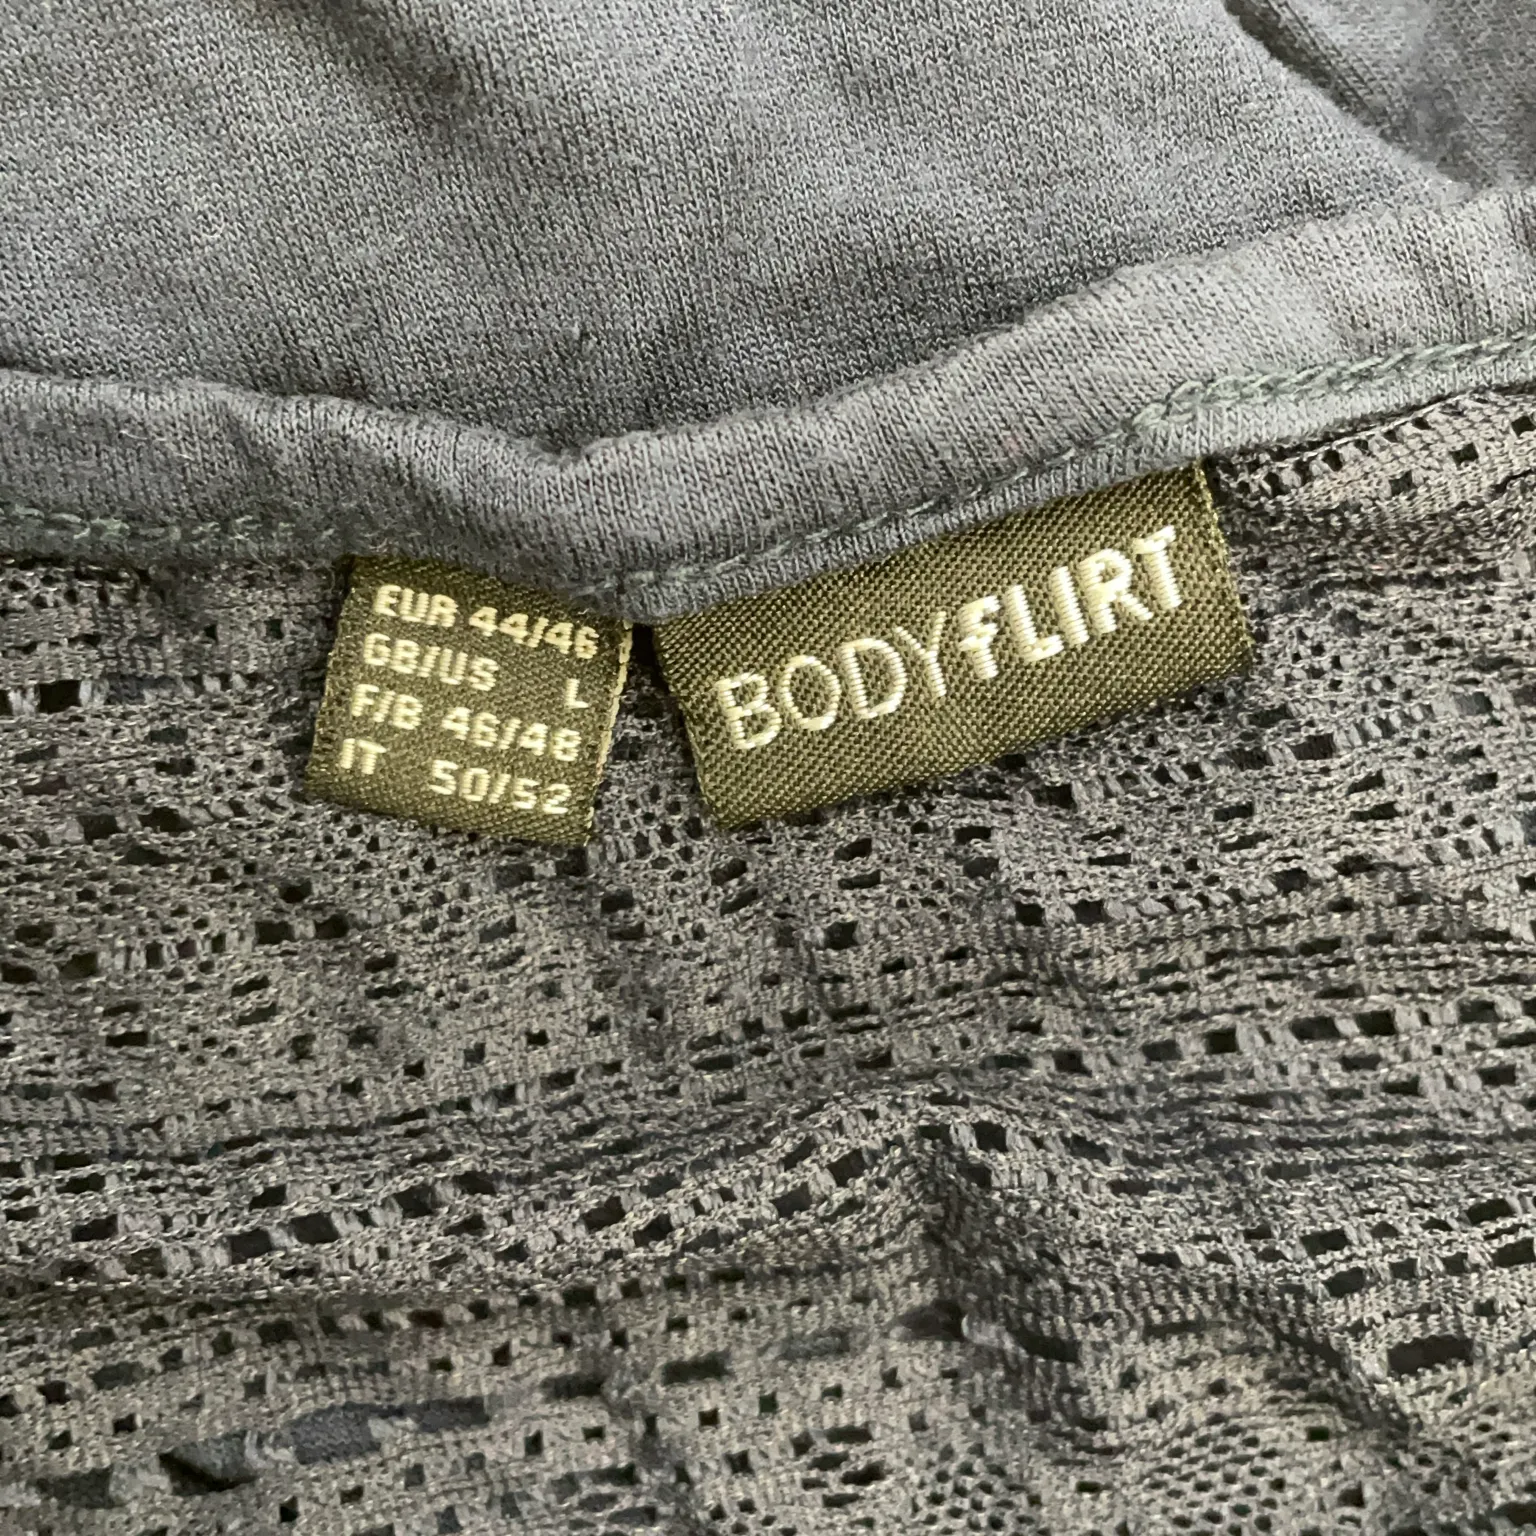 EUR 44/46
GB/US L
F/B 46/48
IT 50/52
BODYFLIRT